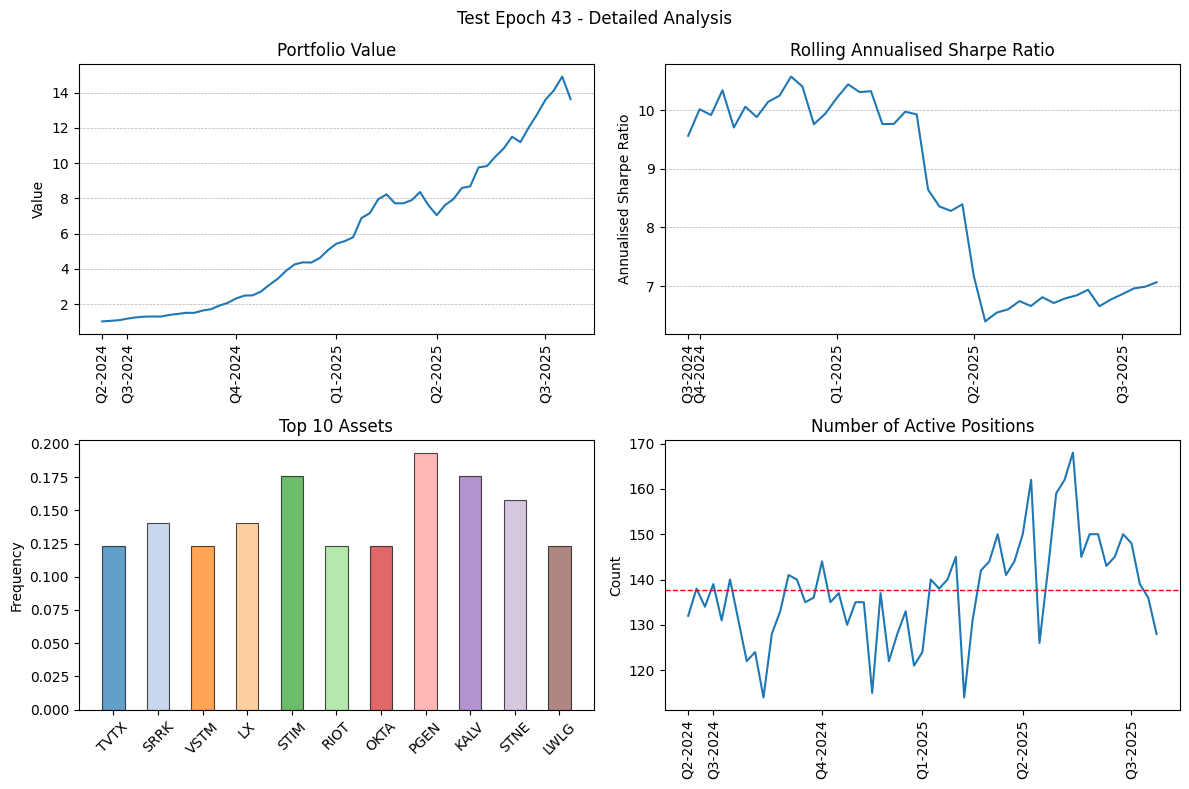 Test Epoch 43 - Detailed Analysis
Portfolio Value
Value
14
12
10
8
6
4
2
Q2-2024
Q3-2024
Q4-2024
Q1-2025
Q2-2025
Q3-2025
Rolling Annualised Sharpe Ratio
Annualised Sharpe Ratio
10
9
8
7
Q3-2024
Q4-2024
Q1-2025
Q2-2025
Q3-2025
Top 10 Assets
Frequency
0.200
0.175
0.150
0.125
0.100
0.075
0.050
0.025
0.000
TVTX
SRRK
VSTM
LX
STIM
RIOT
OKTA
PGEN
KALV
STNE
LWLG
Number of Active Positions
Count
170
160
150
140
130
120
Q2-2024
Q3-2024
Q4-2024
Q1-2025
Q2-2025
Q3-2025